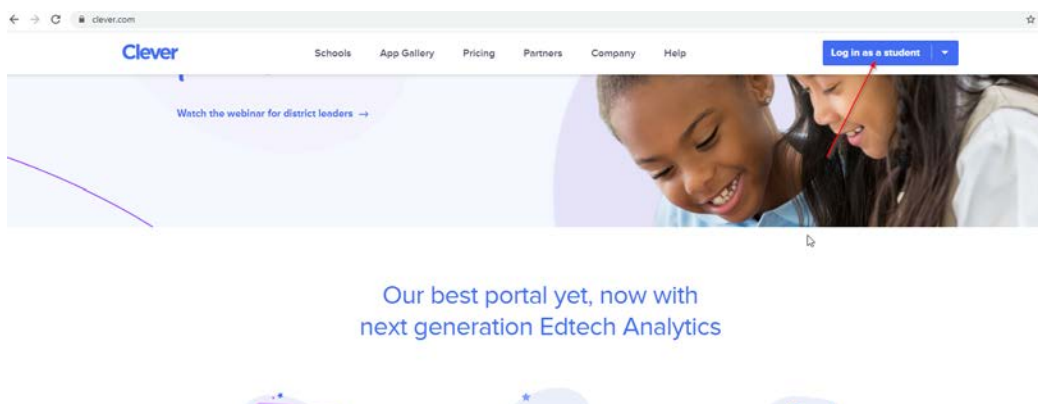 clever.com
Clever Schools App Gallery Pricing Partners Company Help Log in as a student
Watch the webinar for district leaders →
Our best portal yet, now with
next generation Edtech Analytics